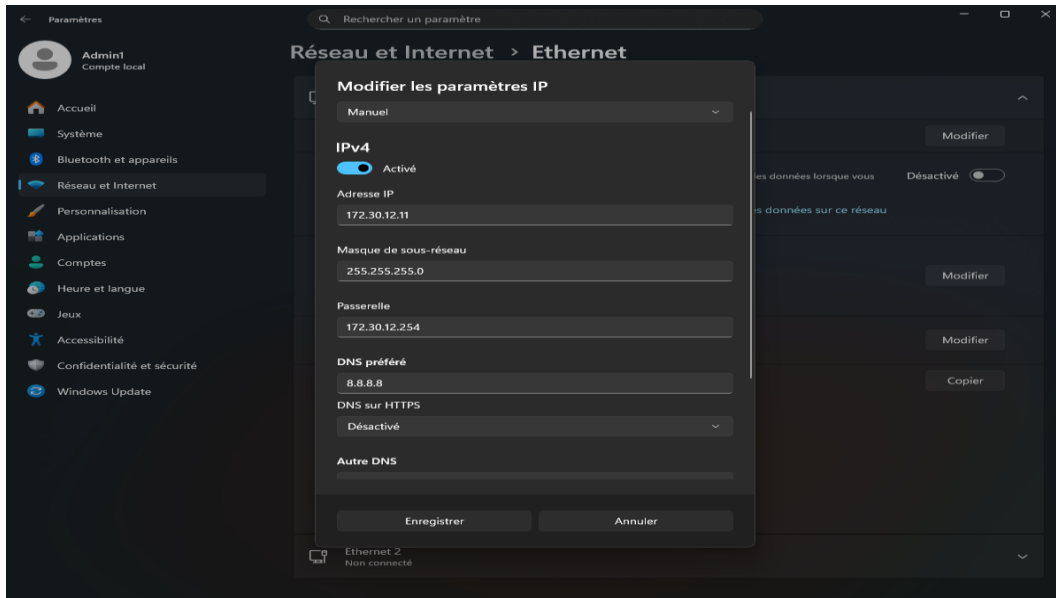 Paramètres
Rechercher un paramètre
Admin1
Compte local
Accueil
Système
Bluetooth et appareils
Réseau et Internet
Personnalisation
Applications
Comptes
Heure et langue
Jeux
Accessibilité
Confidentialité et sécurité
Windows Update
Réseau et Internet > Ethernet
Modifier les paramètres IP
Manuel
IPv4
Activé
Adresse IP
172.30.12.11
Masque de sous-réseau
255.255.255.0
Passerelle
172.30.12.254
DNS préféré
8.8.8.8
DNS sur HTTPS
Désactivé
Autre DNS
Enregistrer Annuler
Modifier
les données lorsque vous Désactivé
données sur ce réseau
Modifier
Modifier
Copier
Ethernet 2
Non connecté